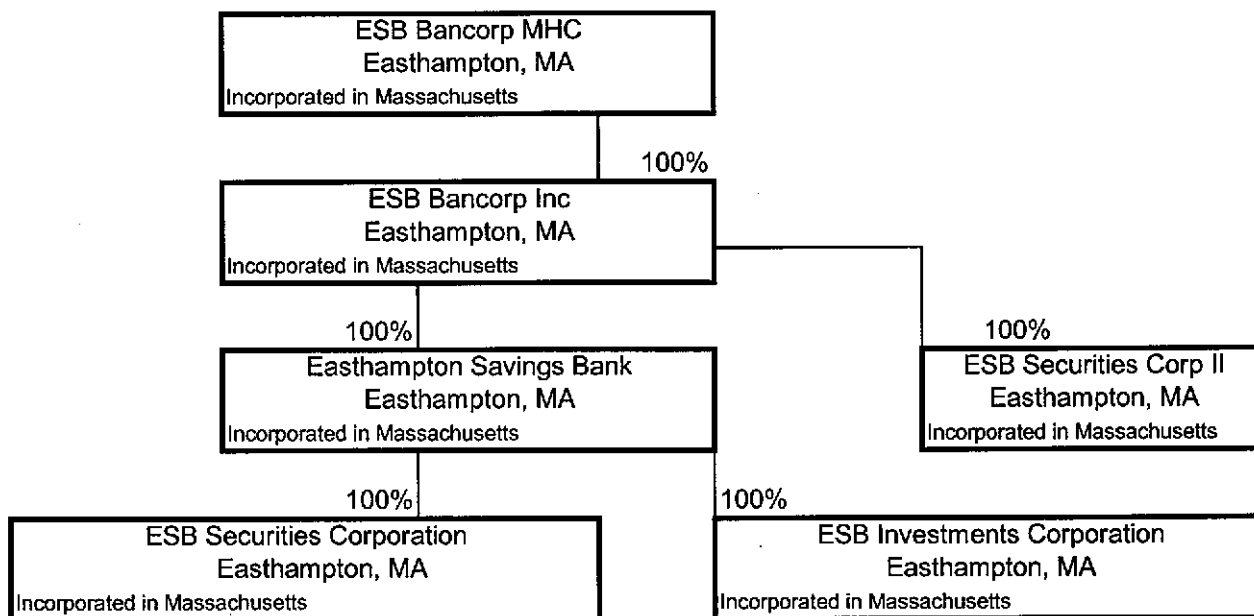 ESB Bancorp MHC
Easthampton, MA
Incorporated in Massachusetts
100%
ESB Bancorp Inc
Easthampton, MA
Incorporated in Massachusetts
100%
Easthampton Savings Bank
Easthampton, MA
Incorporated in Massachusetts
100%
ESB Securities Corp II
Easthampton, MA
Incorporated in Massachusetts
100%
ESB Securities Corporation
Easthampton, MA
Incorporated in Massachusetts
100%
ESB Investments Corporation
Easthampton, MA
Incorporated in Massachusetts